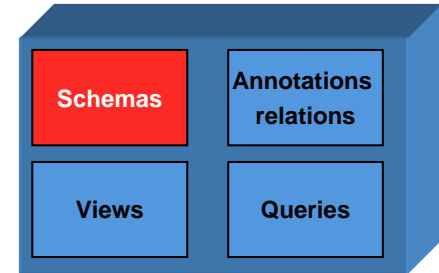 Schemas
Annotations
relations
Views
Queries